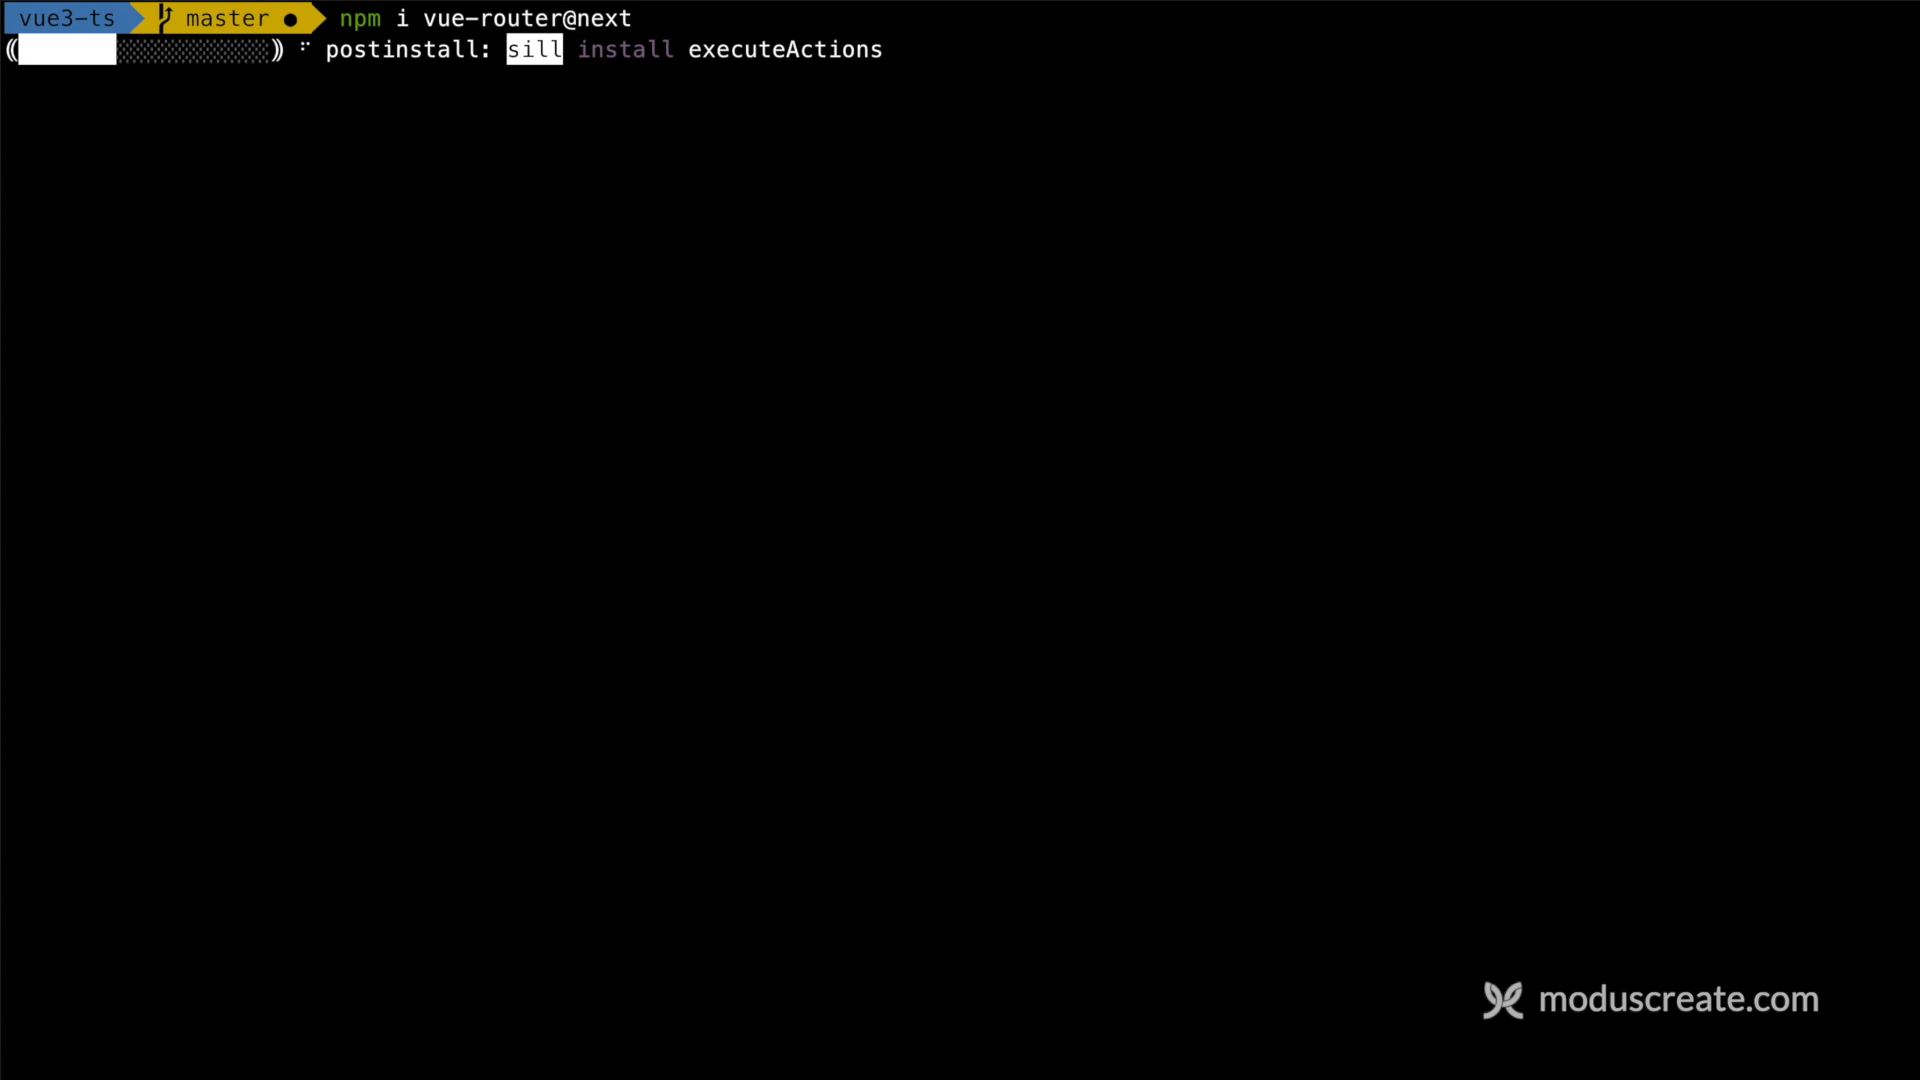 vue3-ts master ● npm i vue-router@next
postinstall: sill install executeActions
moduscreate.com